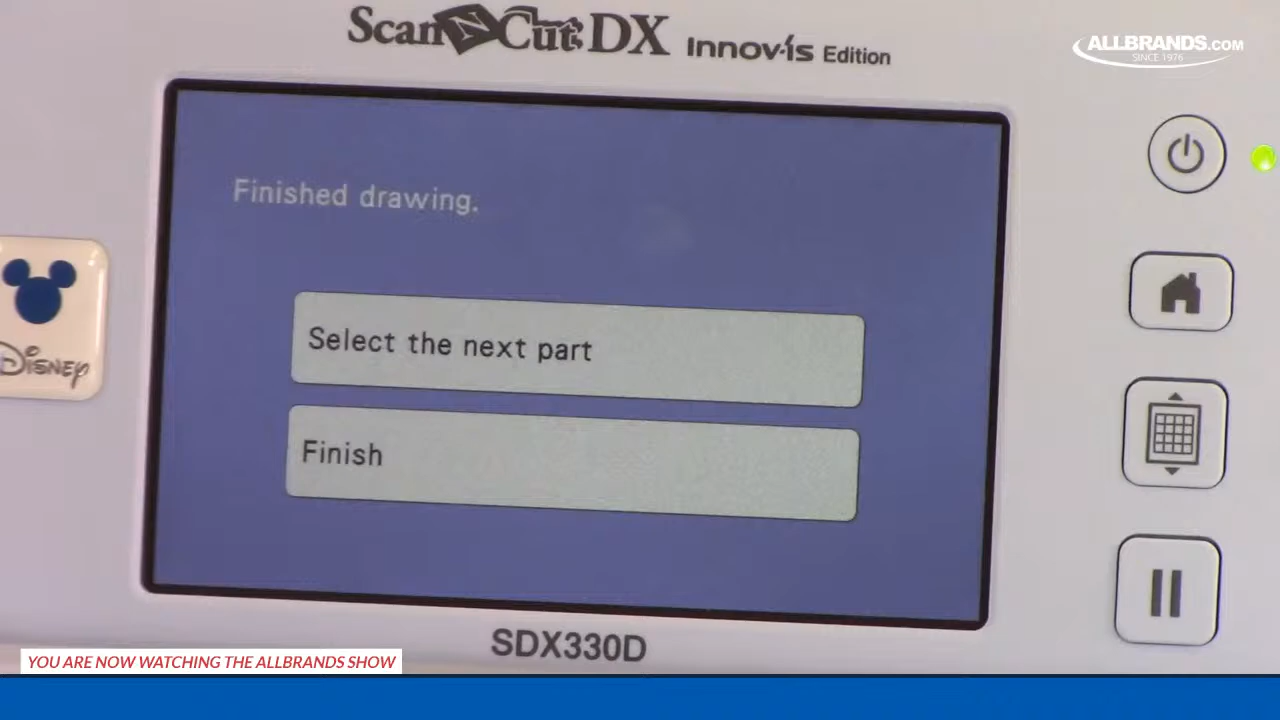 ScanNCut DX Innov-ís Edition
ALLBRANDS.COM
SINCE 1976
Finished drawing.
Select the next part
Finish
Disney
SDX330D
YOU ARE NOW WATCHING THE ALLBRANDS SHOW